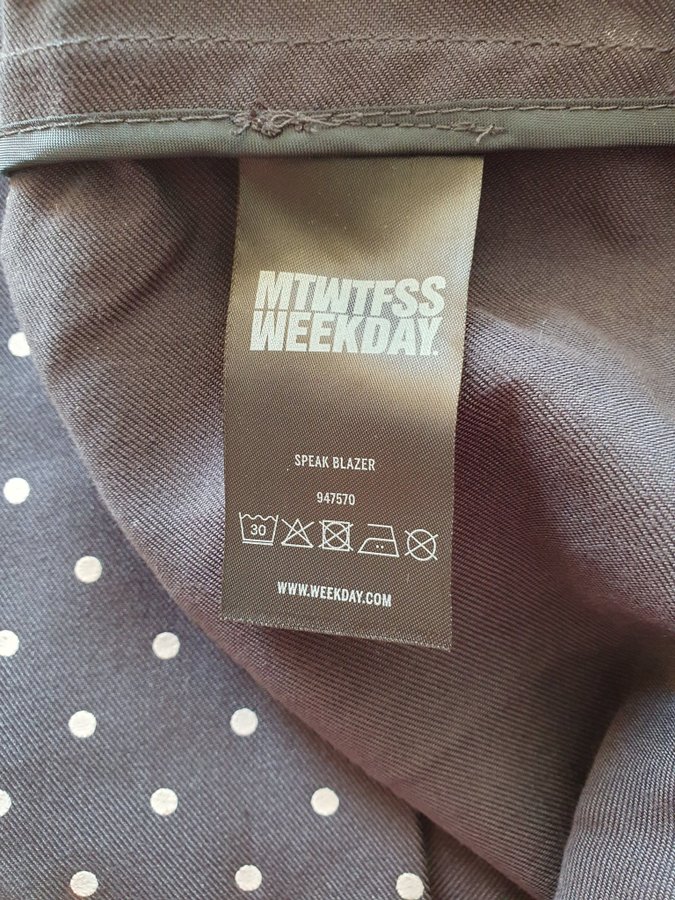 MTWTFSS
WEEKDAY.
SPEAK BLAZER
947570
30
WWW.WEEKDAY.COM